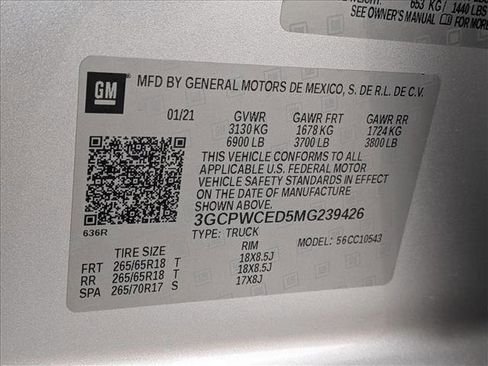 653 KG/ 1440 LBS
SEE OWNER'S MANUAL FOR MORE
GM
MFD BY GENERAL MOTORS DE MEXICO, S. DE R.L. DE C.V.
01/21 GVWR GAWR FRT GAWR RR
3130 KG 1678 KG 1724 KG
6900 LB 3700 LB 3800 LB
THIS VEHICLE CONFORMS TO ALL
APPLICABLE U.S. FEDERAL MOTOR
VEHICLE SAFETY STANDARDS IN EFFECT
ON THE DATE OF MANUFACTURE
SHOWN ABOVE.
3GCPWCED5MG239426
636R
TYPE: TRUCK
56CC10543
TIRE SIZE RIM
FRT 265/65R18 T 18X8.5J
RR 265/65R18 T 18X8.5J
SPA 265/70R17 S 17X8J